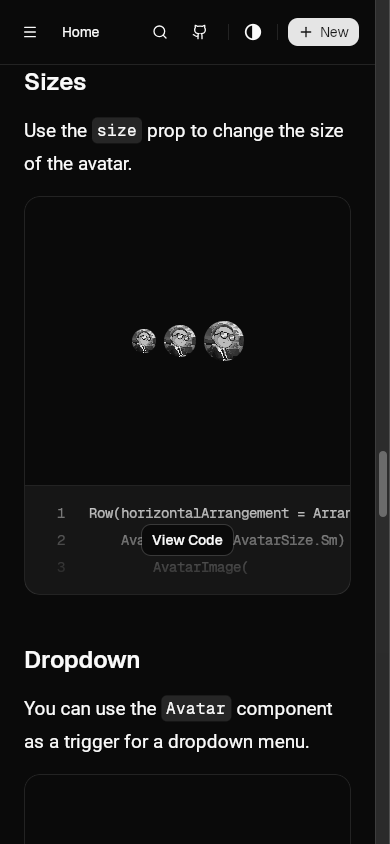 Home
New
Sizes
Use the size prop to change the size
of the avatar.
1 Row(horizontalArrangement = Arran
2 Ava View Code AvatarSize.Sm)
3 AvatarImage(
Dropdown
You can use the Avatar component
as a trigger for a dropdown menu.